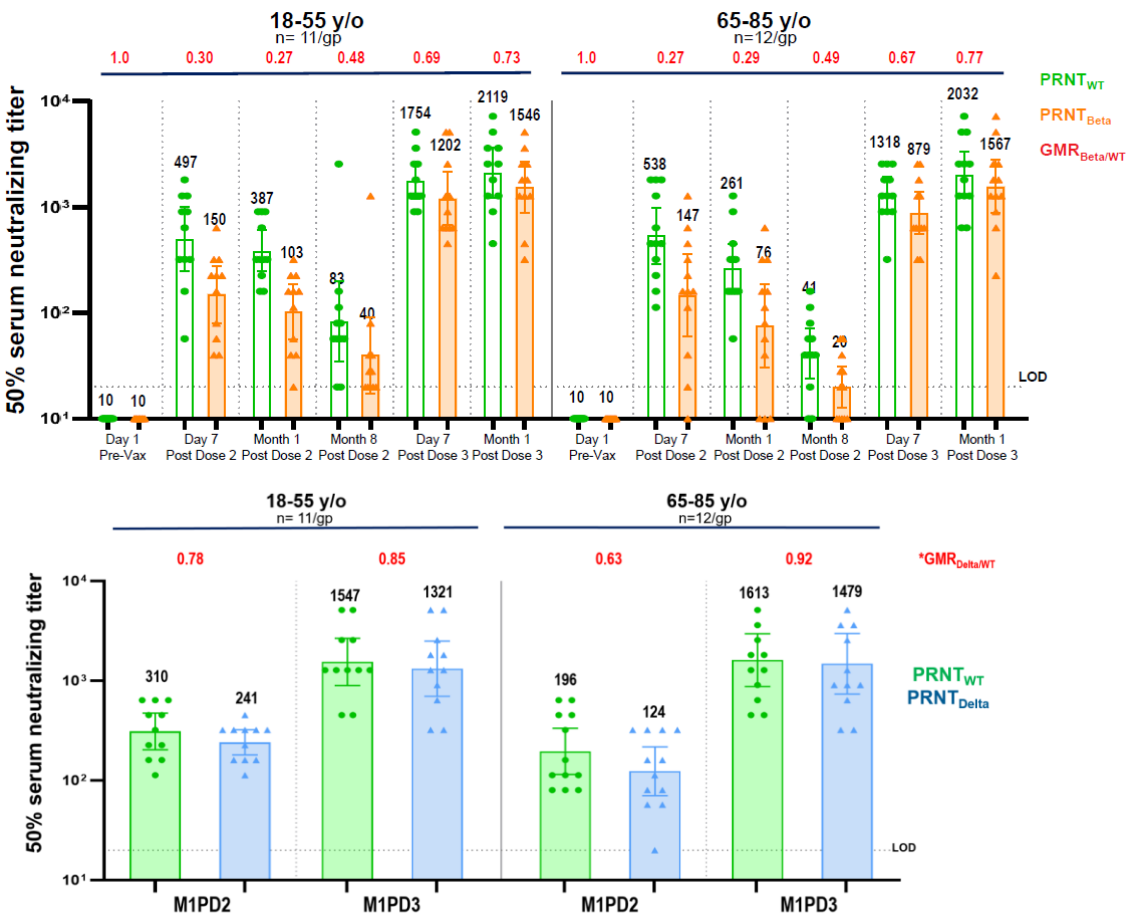 18-55 y/o
n= 11/gp
65-85 y/o
n=12/gp
1.0 0.30 0.27 0.48 0.69 0.73
1.0 0.27 0.29 0.49 0.67 0.77
PRNTWT
PRNTBeta
GMRBeta/WT
50% serum neutralizing titer
10⁴
10³
10²
10¹
10 10 497 150 387 103 83 40 1754 1202 2119 1546
10 10 538 147 261 76 41 20 1318 879 2032 1567
LOD
Day 1 Day 7 Month 1 Month 8 Day 7 Month 1 Day 1 Day 7 Month 1 Month 8 Day 7 Month 1
Pre-Vax Post Dose 2 Post Dose 2 Post Dose 2 Post Dose 3 Post Dose 3 Pre-Vax Post Dose 2 Post Dose 2 Post Dose 2 Post Dose 3 Post Dose 3
18-55 y/o
n= 11/gp
65-85 y/o
n=12/gp
0.78 0.85 0.63 0.92
*GMRDelta/WT
50% serum neutralizing titer
10⁴
10³
10²
10¹
310 241 1547 1321 196 124 1613 1479
PRNTWT
PRNTDelta
LOD
M1PD2 M1PD3 M1PD2 M1PD3